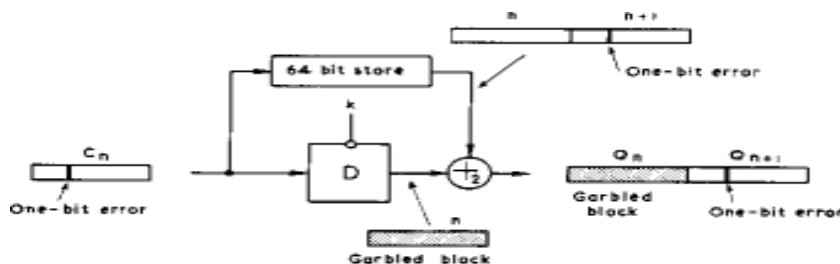 n n+1
64 bit store
One-bit error
k
Cn
D
+2
Qn Qn+1
One-bit error
Garbled
block
One-bit error
n
Garbled block